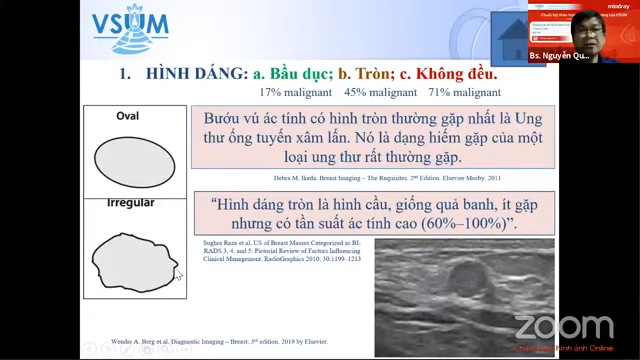 VSUM
mindray
Bs. Nguyễn Qu...
1. HÌNH DÁNG: a. Bầu dục; b. Tròn; c. Không đều.
17% malignant 45% malignant 71% malignant
Oval
Irregular
Bướu vú ác tính có hình tròn thường gặp nhất là Ung
thư ống tuyến xâm lấn. Nó là dạng hiếm gặp của một
loại ung thư rất thường gặp.
Debra M. Ikeda. Breast Imaging – The Requisites. 2nd Edition. Elsevier Mosby. 2011
“Hình dáng tròn là hình cầu, giống quả banh, ít gặp
nhưng có tần suất ác tính cao (60%–100%)”.
Sughra Raza et al. US of Breast Masses Categorized as BI-
RADS 3, 4, and 5: Pictorial Review of Factors Influencing
Clinical Management. RadioGraphics 2010; 30:1199–1213
Wendie A. Berg et al. Diagnostic Imaging – Breast. 3rd edition. 2019 by Elsevier.
zoom